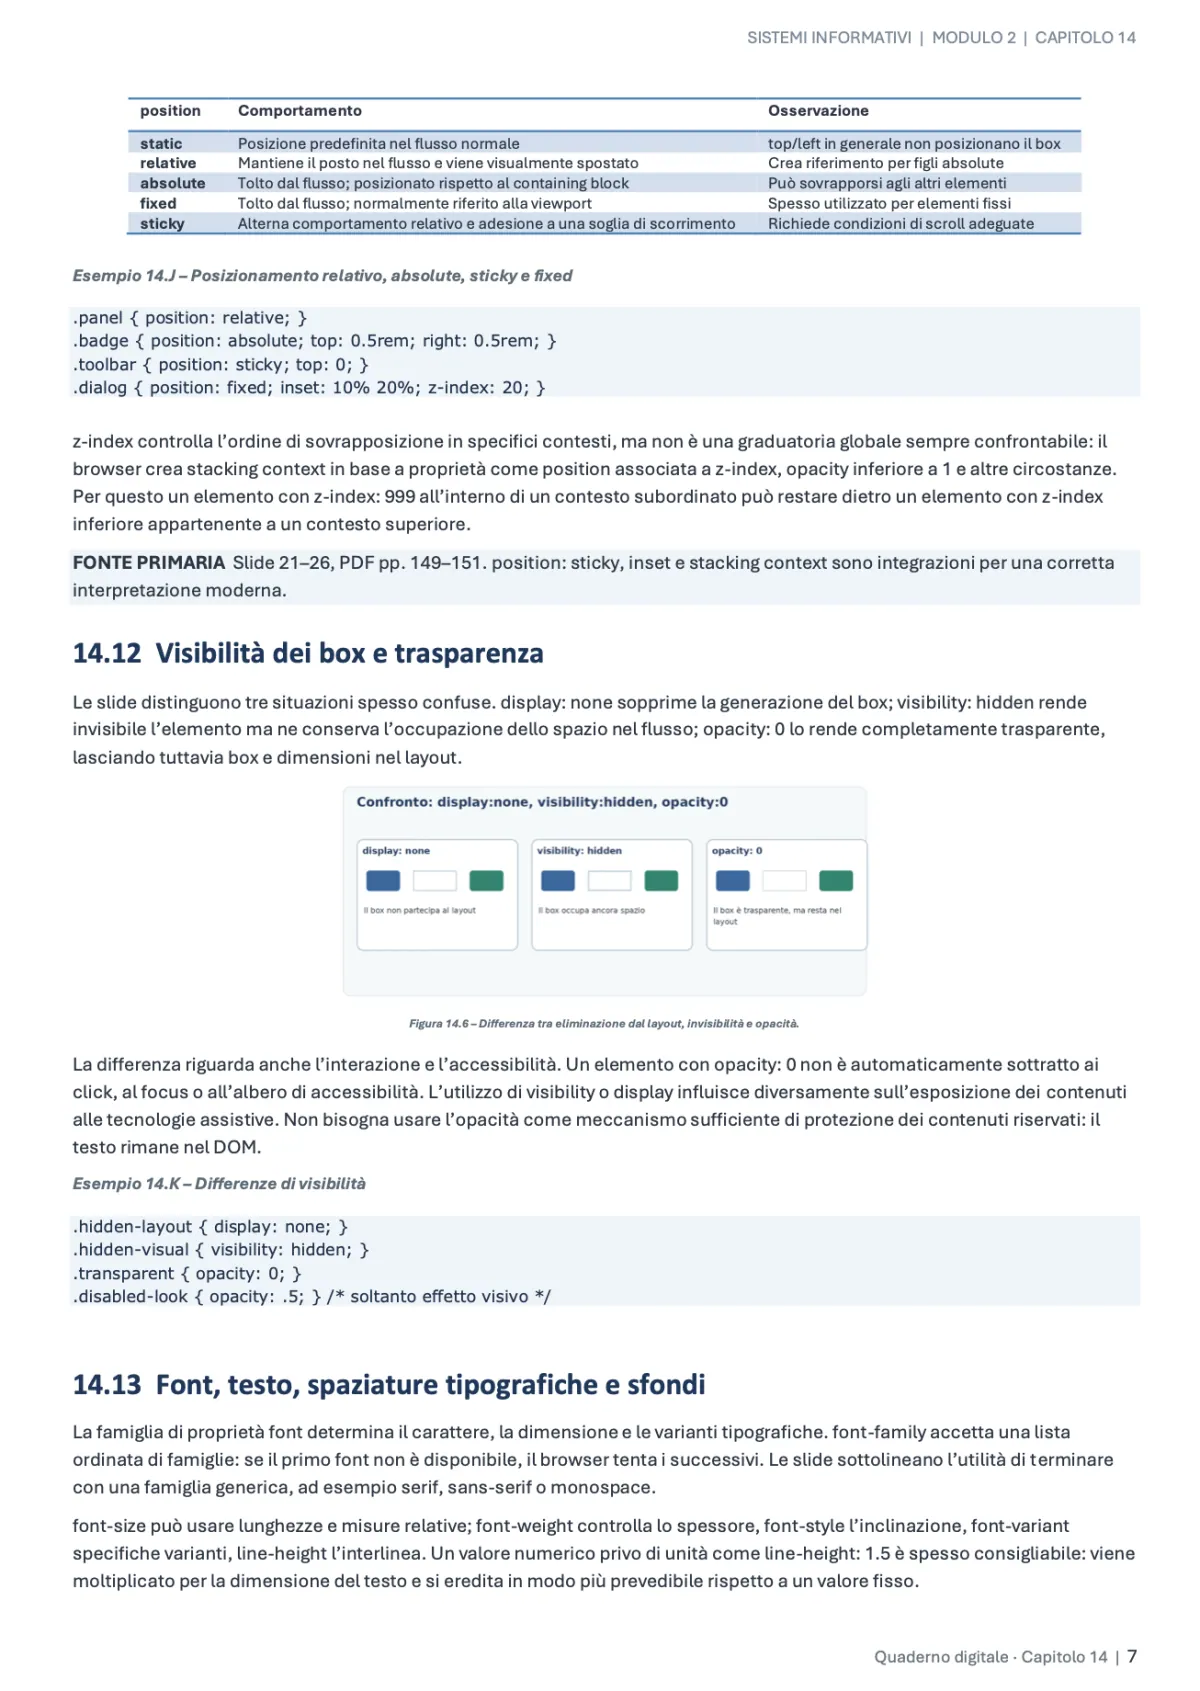 SISTEMI INFORMATIVI | MODULO 2 | CAPITOLO 14
position Comportamento Osservazione
static Posizione predefinita nel flusso normale top/left in generale non posizionano il box
relative Mantiene il posto nel flusso e viene visualmente spostato Crea riferimento per figli absolute
absolute Tolto dal flusso; posizionato rispetto al containing block Può sovrapporsi agli altri elementi
fixed Tolto dal flusso; normalmente riferito alla viewport Spesso utilizzato per elementi fissi
sticky Alterna comportamento relativo e adesione a una soglia di scorrimento Richiede condizioni di scroll adeguate
Esempio 14.J – Posizionamento relativo, absolute, sticky e fixed
.panel { position: relative; }
.badge { position: absolute; top: 0.5rem; right: 0.5rem; }
.toolbar { position: sticky; top: 0; }
.dialog { position: fixed; inset: 10% 20%; z-index: 20; }
z-index controlla l’ordine di sovrapposizione in specifici contesti, ma non è una graduatoria globale sempre confrontabile: il
browser crea stacking context in base a proprietà come position associata a z-index, opacity inferiore a 1 e altre circostanze.
Per questo un elemento con z-index: 999 all’interno di un contesto subordinato può restare dietro un elemento con z-index
inferiore appartenente a un contesto superiore.
FONTE PRIMARIA Slide 21–26, PDF pp. 149–151. position: sticky, inset e stacking context sono integrazioni per una corretta
interpretazione moderna.
14.12 Visibilità dei box e trasparenza
Le slide distinguono tre situazioni spesso confuse. display: none sopprime la generazione del box; visibility: hidden rende
invisibile l’elemento ma ne conserva l’occupazione dello spazio nel flusso; opacity: 0 lo rende completamente trasparente,
lasciando tuttavia box e dimensioni nel layout.
Confronto: display:none, visibility:hidden, opacity:0
display: none visibility: hidden opacity: 0
Il box non partecipa al layout Il box occupa ancora spazio Il box è trasparente, ma resta nel
layout
Figura 14.6 – Differenza tra eliminazione dal layout, invisibilità e opacità.
La differenza riguarda anche l’interazione e l’accessibilità. Un elemento con opacity: 0 non è automaticamente sottratto ai
click, al focus o all’albero di accessibilità. L’utilizzo di visibility o display influisce diversamente sull’esposizione dei contenuti
alle tecnologie assistive. Non bisogna usare l’opacità come meccanismo sufficiente di protezione dei contenuti riservati: il
testo rimane nel DOM.
Esempio 14.K – Differenze di visibilità
.hidden-layout { display: none; }
.hidden-visual { visibility: hidden; }
.transparent { opacity: 0; }
.disabled-look { opacity: .5; } /* soltanto effetto visivo */
14.13 Font, testo, spaziature tipografiche e sfondi
La famiglia di proprietà font determina il carattere, la dimensione e le varianti tipografiche. font-family accetta una lista
ordinata di famiglie: se il primo font non è disponibile, il browser tenta i successivi. Le slide sottolineano l’utilità di terminare
con una famiglia generica, ad esempio serif, sans-serif o monospace.
font-size può usare lunghezze e misure relative; font-weight controlla lo spessore, font-style l’inclinazione, font-variant
specifiche varianti, line-height l’interlinea. Un valore numerico privo di unità come line-height: 1.5 è spesso consigliabile: viene
moltiplicato per la dimensione del testo e si eredita in modo più prevedibile rispetto a un valore fisso.
Quaderno digitale · Capitolo 14 | 7